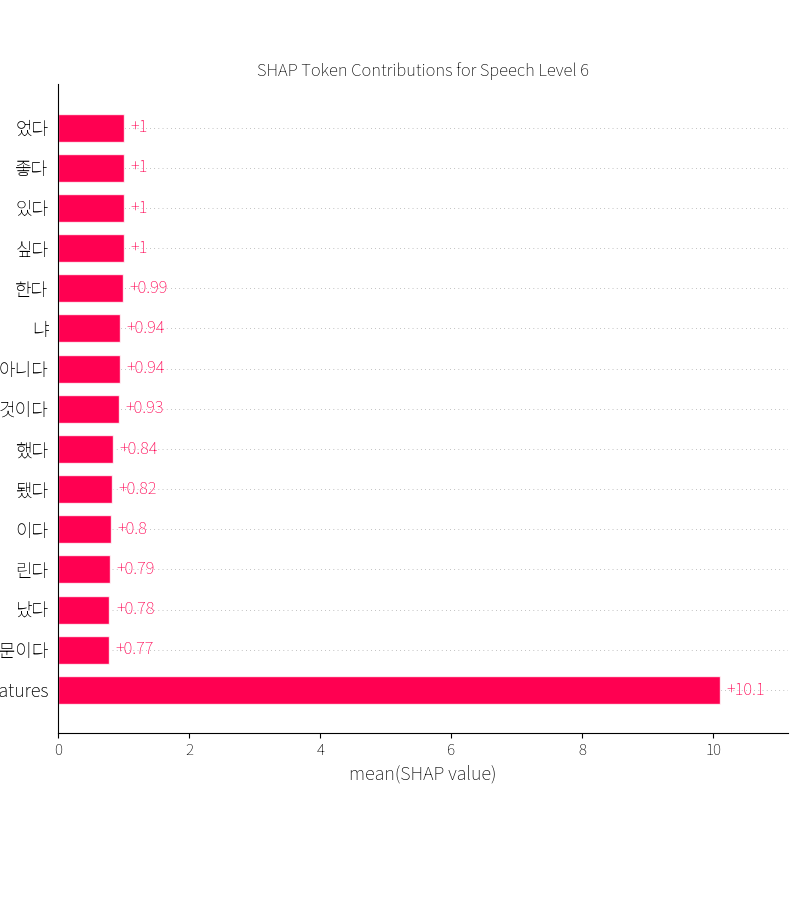 SHAP Token Contributions for Speech Level 6
었다 +1
좋다 +1
있다 +1
싶다 +1
한다 +0.99
냐 +0.94
아니다 +0.94
것이다 +0.93
했다 +0.84
됐다 +0.82
이다 +0.8
린다 +0.79
났다 +0.78
문이다 +0.77
atures +10.1
0 2 4 6 8 10
mean(SHAP value)